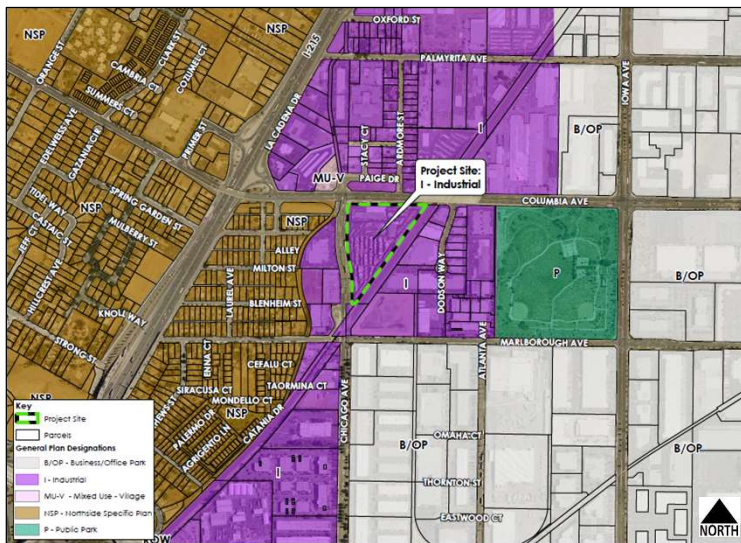 OXFORD ST
NSP
ORANGE ST
CLARK ST
COZUMEL CT
CAMBRIA CT
SUMMERS CT
PRIMER ST
I-215
PALMYRITA AVE
IOWA AVE
LA CADENA DR
STACY CT
ARDMORE ST
I
B/OP
EDELWEISS AVE
GAZANIA CIR
MU-V
PAIGE DR
Project Site:
I - Industrial
COLUMBIA AVE
NSP
TIDEL WAY
CASTAIC ST
JEFF CT
SPRING GARDEN ST
MULBERRY ST
NSP
ALLEY
MILTON ST
LAUREL AVE
BLENHEIM ST
HILLCREST AVE
KNOLL WAY
STRONG ST
I
DODSON WAY
P
B/OP
ATLANTA AVE
MARLBOROUGH AVE
ENNA CT
CEFALU CT
TAORMINA CT
SIRACUSA CT
MONDELLO CT
PALERMO DR
AGRIGENTO LN
NSP
CATANIA DR
CHICAGO AVE
NSP
B/OP
OMAHA CT
THORNTON ST
EASTWOOD CT
B/OP
I
ROW
Key
Project Site
Parcels
General Plan Designations
B/OP - Business/Office Park
I - Industrial
MU-V - Mixed Use - Village
NSP - Northside Specific Plan
P - Public Park
NORTH